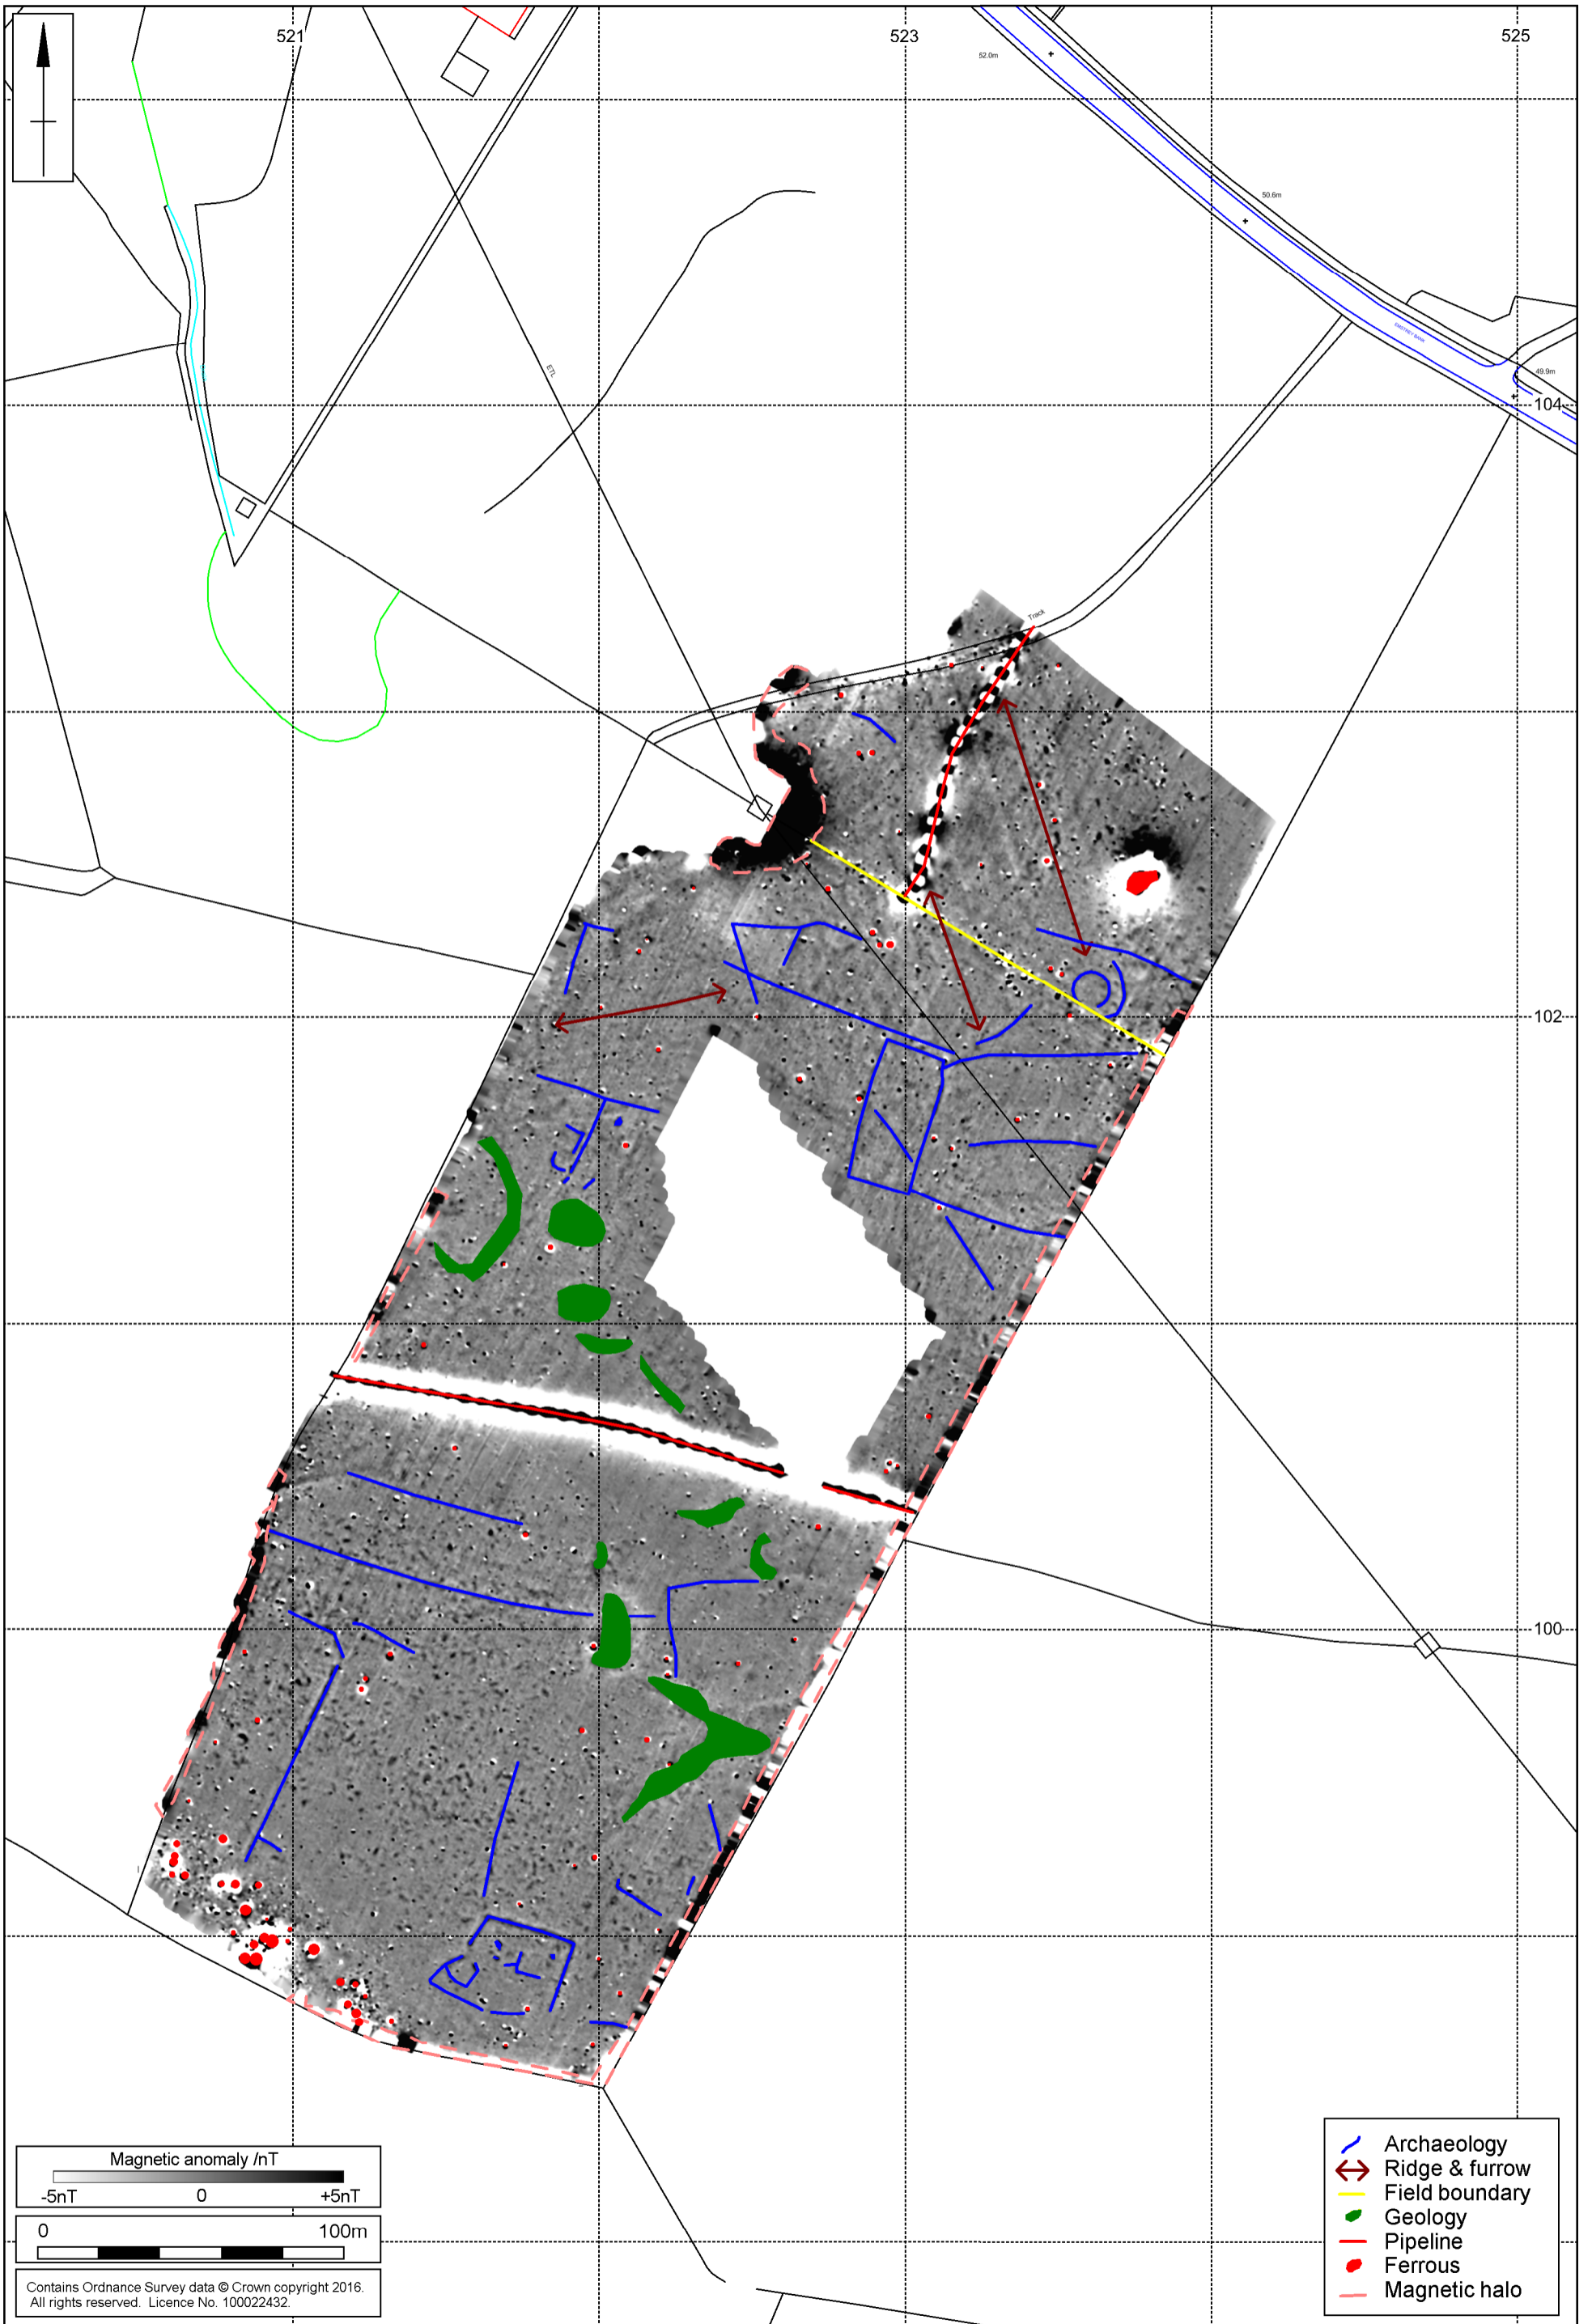 521
523
525
52.0m
50.6m
EMSTREY BANK
49.9m
ETL
104
Track
102
100
Magnetic anomaly /nT
-5nT 0 +5nT
0 100m
Contains Ordnance Survey data © Crown copyright 2016.
All rights reserved. Licence No. 100022432.
Archaeology
Ridge & furrow
Field boundary
Geology
Pipeline
Ferrous
Magnetic halo